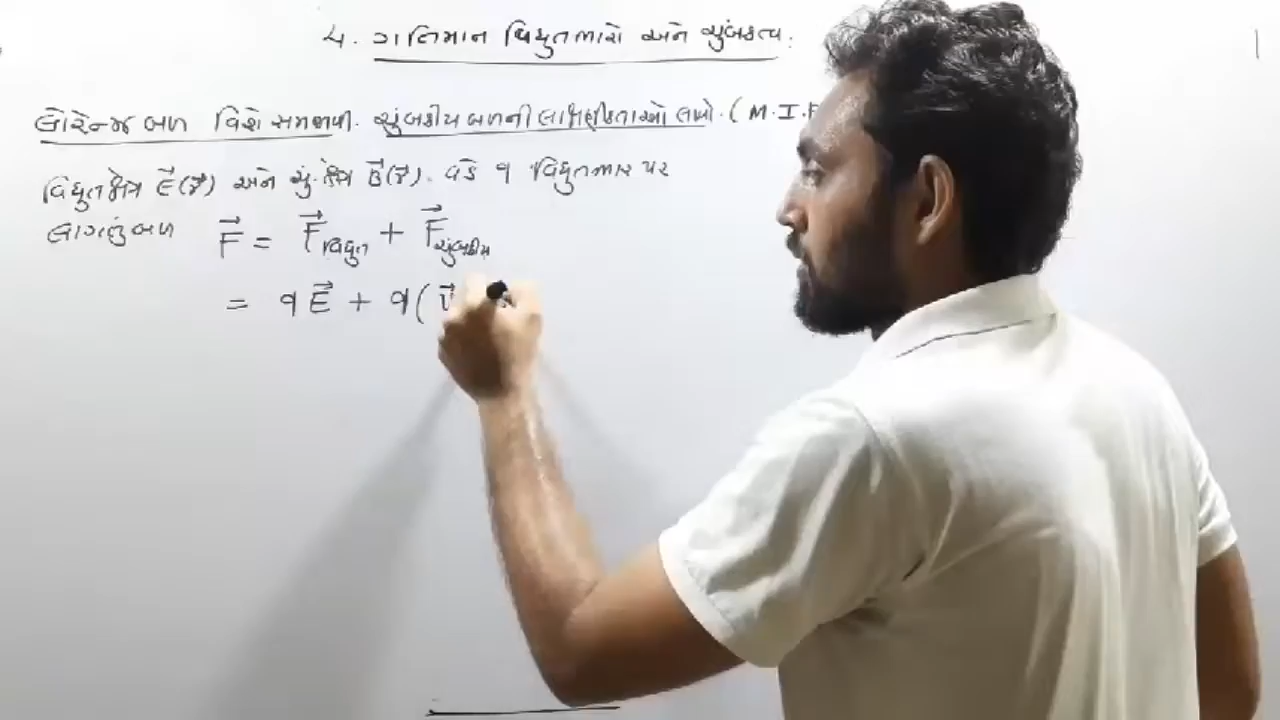 ૪. ગતિમાન વિદ્યુતભારો અને ચુંબકત્વ.
લોરેન્જ બળ વિશે સમજાવી. ચુંબકીય બળની લાક્ષણીકતાઓ લખો. (M.I.
વિદ્યુતક્ષેત્ર E⃗(r⃗) અને ચું.ક્ષેત્ર B⃗(r⃗). વડે q વિદ્યુતભાર પર
લાગતું બળ F⃗ = F⃗વિદ્યુત + F⃗ચુંબકીય
= qE⃗ + q(v⃗